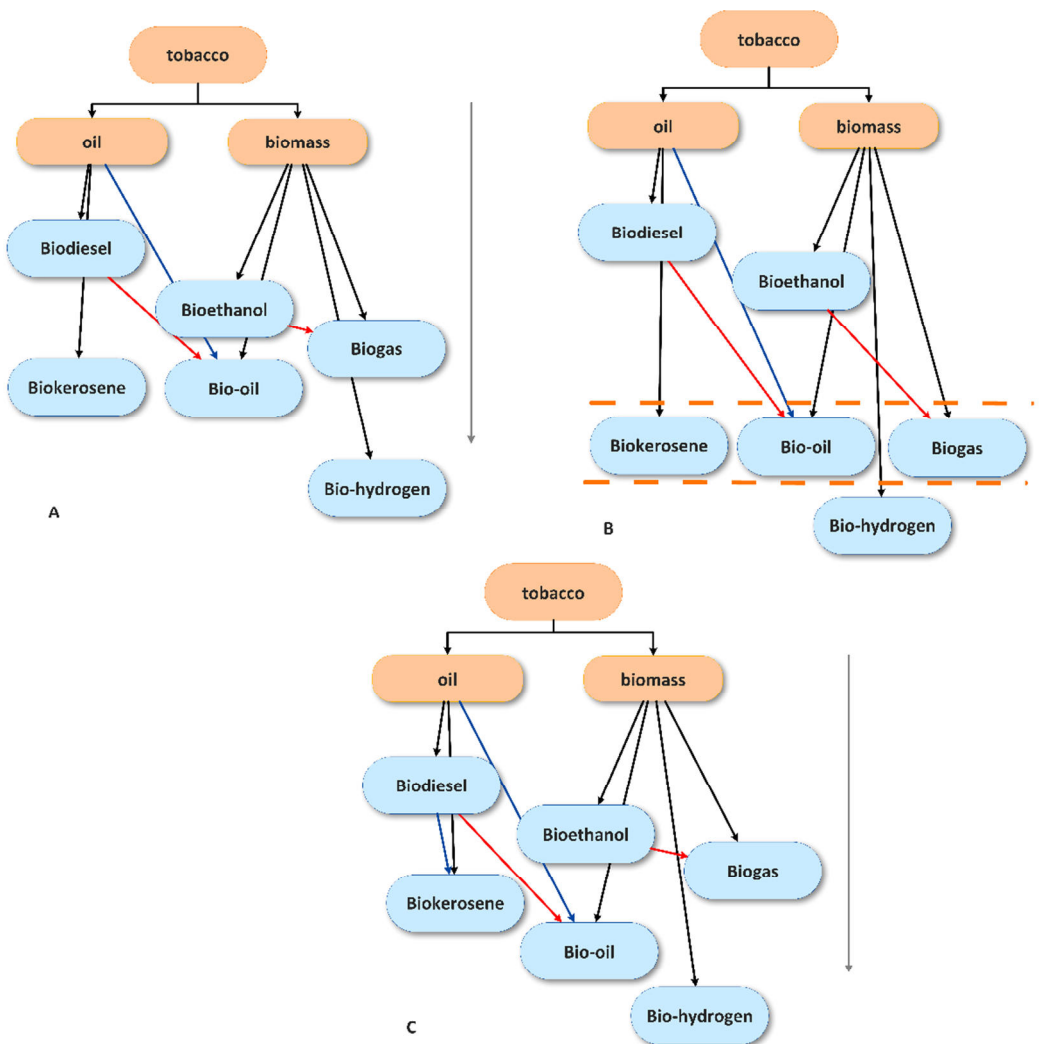 tobacco
oil
biomass
Biodiesel
Bioethanol
Biogas
Biokerosene
Bio-oil
Bio-hydrogen
A
tobacco
oil
biomass
Biodiesel
Bioethanol
Biokerosene
Bio-oil
Biogas
Bio-hydrogen
B
tobacco
oil
biomass
Biodiesel
Bioethanol
Biogas
Biokerosene
Bio-oil
Bio-hydrogen
C